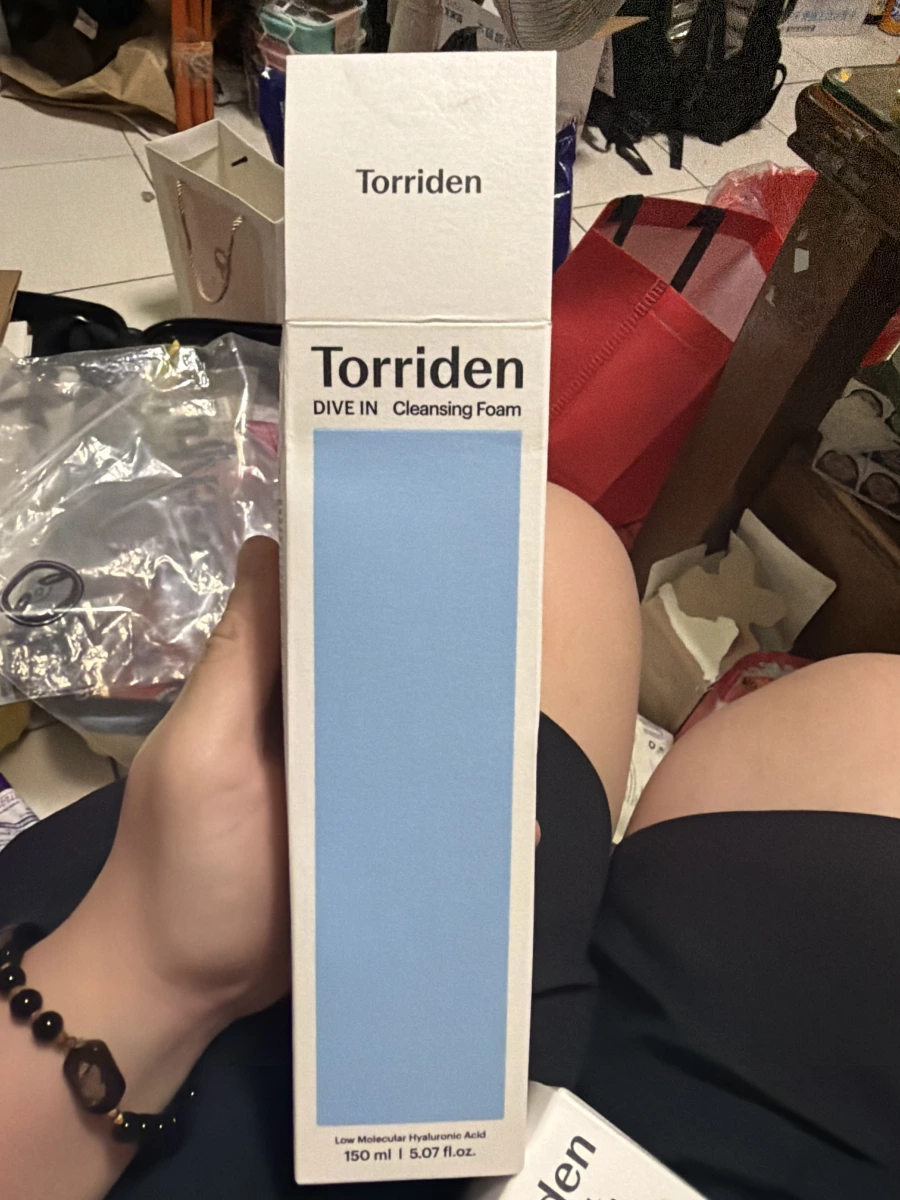 Torriden
Torriden
DIVE IN Cleansing Foam
Low Molecular Hyaluronic Acid
150 ml | 5.07 fl.oz.
den